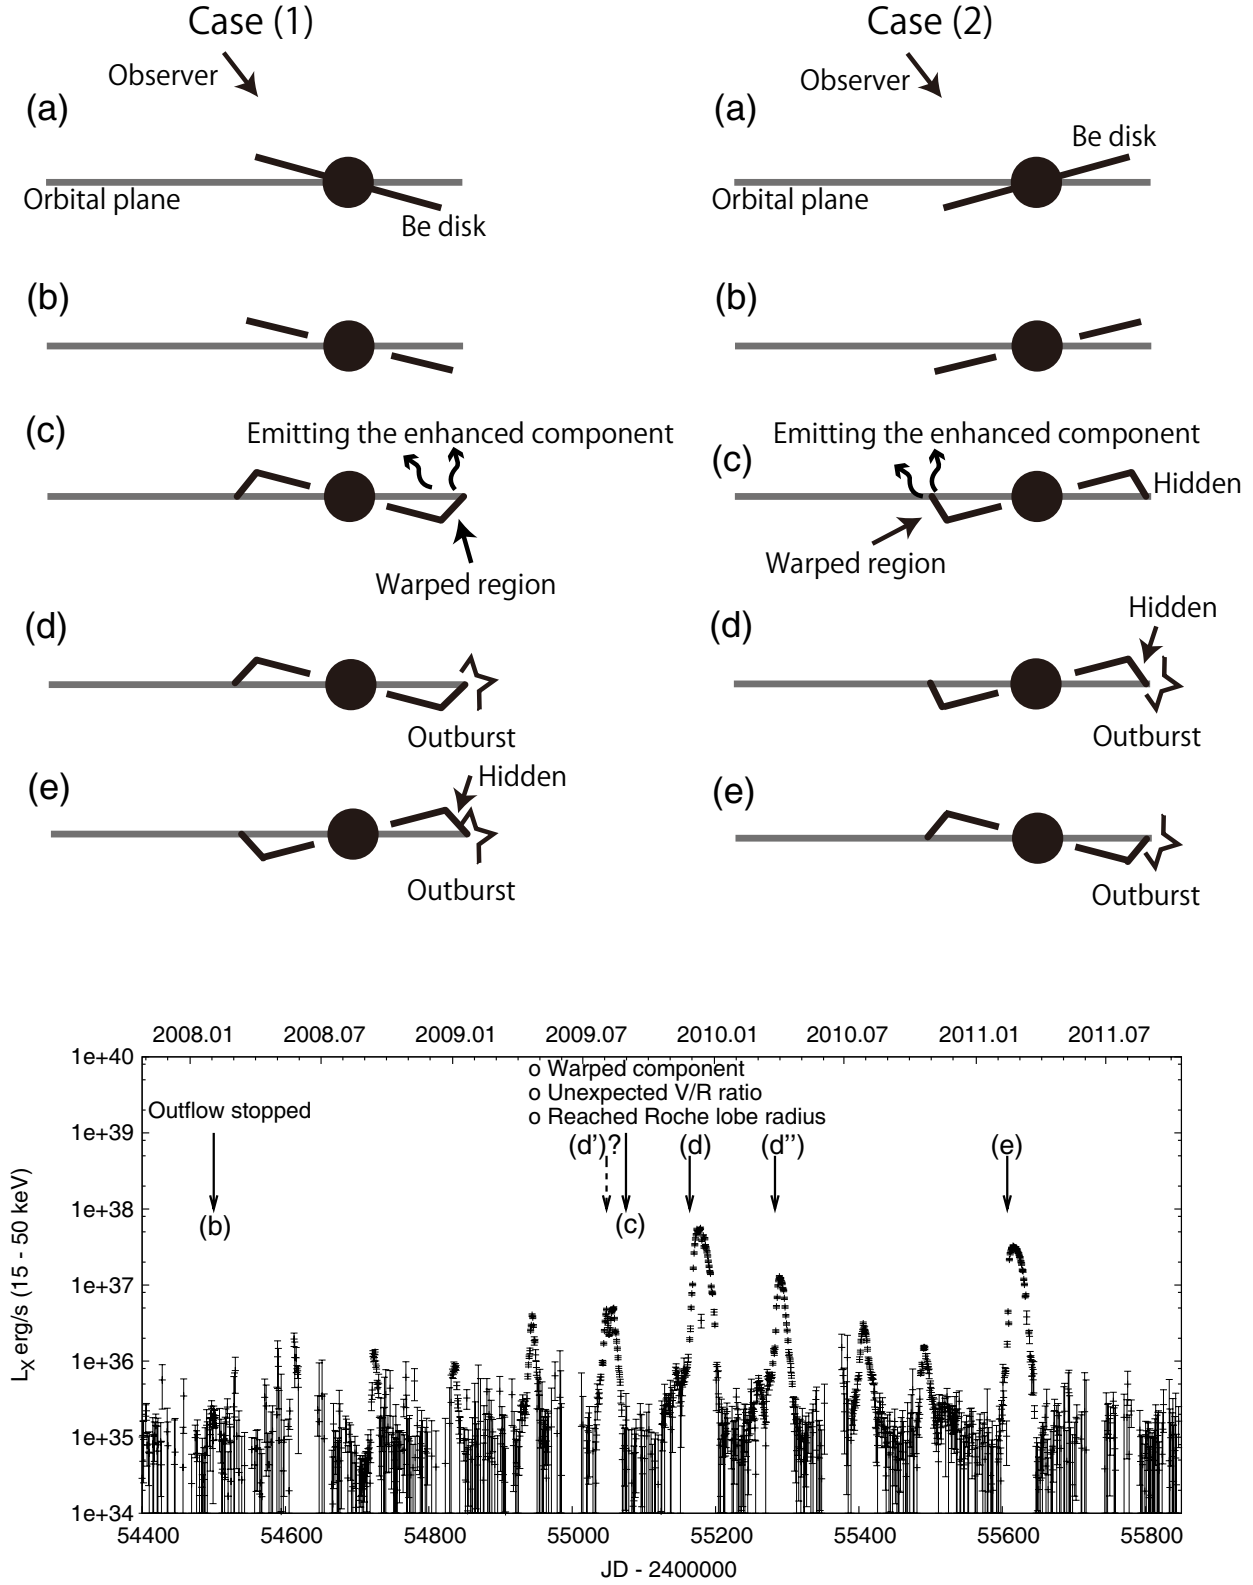 Case (1)
Observer
(a)
Orbital plane
Be disk
(b)
(c)
Emitting the enhanced component
Warped region
(d)
Outburst
(e)
Hidden
Outburst
Case (2)
Observer
(a)
Be disk
Orbital plane
(b)
Emitting the enhanced component
(c)
Hidden
Warped region
Hidden
(d)
Outburst
(e)
Outburst
2008.01 2008.07 2009.01 2009.07 2010.01 2010.07 2011.01 2011.07
1e+40
1e+39
1e+38
1e+37
1e+36
1e+35
1e+34
LX erg/s (15 - 50 keV)
o Warped component
o Unexpected V/R ratio
o Reached Roche lobe radius
Outflow stopped
(d')? (d) (d'') (e)
(b) (c)
54400 54600 54800 55000 55200 55400 55600 55800
JD - 2400000